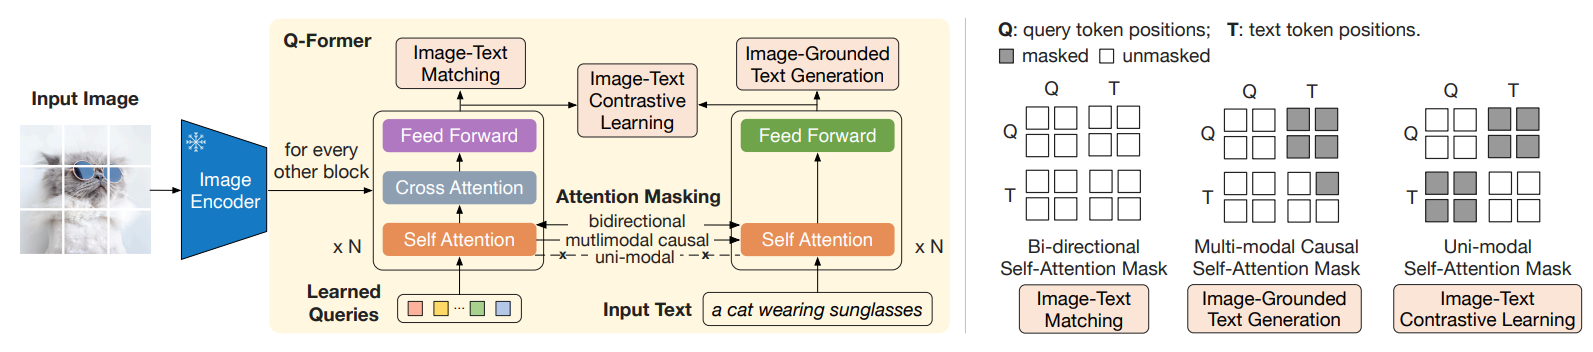 Input Image
Image
Encoder
for every
other block
Q-Former
Image-Text
Matching
Image-Text
Contrastive
Learning
Image-Grounded
Text Generation
Feed Forward
Cross Attention
Self Attention
x N
Feed Forward
Self Attention
x N
Attention Masking
bidirectional
mutlimodal causal
x uni-modal x
Learned
Queries
...
Input Text
a cat wearing sunglasses
Q: query token positions; T: text token positions.
masked unmasked
Q T
Q
T
Bi-directional
Self-Attention Mask
Image-Text
Matching
Q T
Q
T
Multi-modal Causal
Self-Attention Mask
Image-Grounded
Text Generation
Q T
Q
T
Uni-modal
Self-Attention Mask
Image-Text
Contrastive Learning